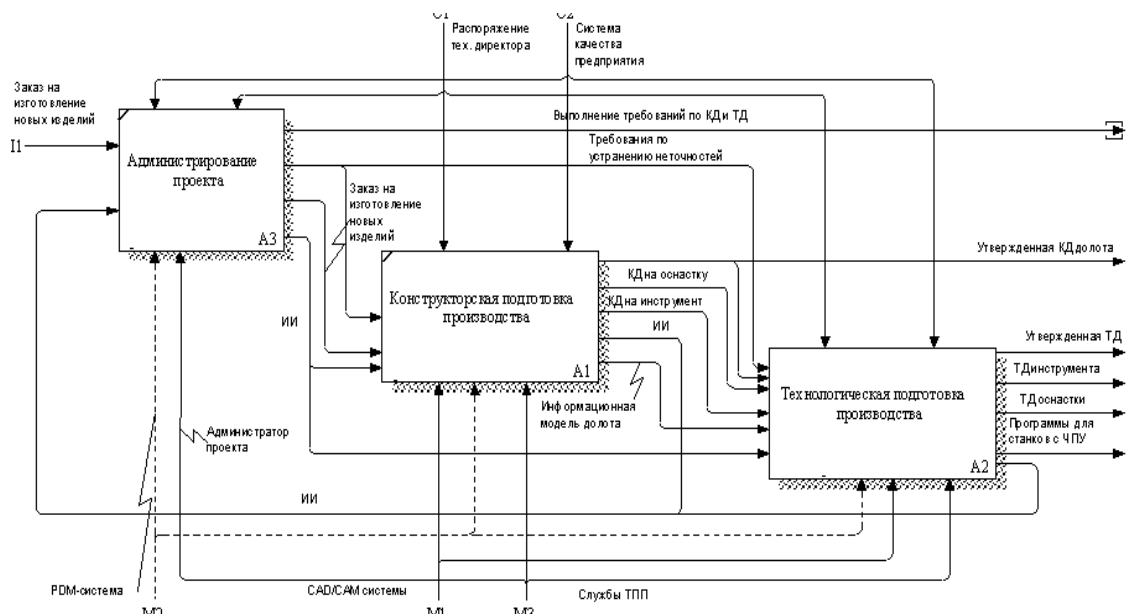 C1
C2
Распоряжение
тех. директора
Система
качества
предприятия
Заказ на
изготовление
новых изделий
I1
Администрирование
проекта
A3
Выполнение требований по КД и ТД
Требования по
устранению неточностей
Заказ на
изготовление
новых
изделий
Утвержденная КД долота
КД на оснастку
КД на инструмент
ИИ
Конструкторская подготовка
производства
A1
ИИ
Информационная
модель долота
Утвержденная ТД
ТД инструмента
ТД оснастки
Программы для
станков с ЧПУ
Технологическая подготовка
производства
A2
Администратор
проекта
ИИ
PDM-система
CAD/CAM системы
Службы ТПП
M1